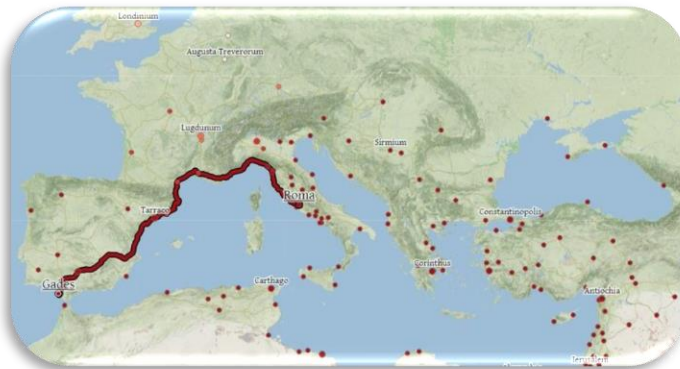 Londinium
Augusta Treverorum
Lugdunum
Sirmium
Roma
Tarraco
Constantinopolis
Gades
Carthago
Corinthus
Antiochia